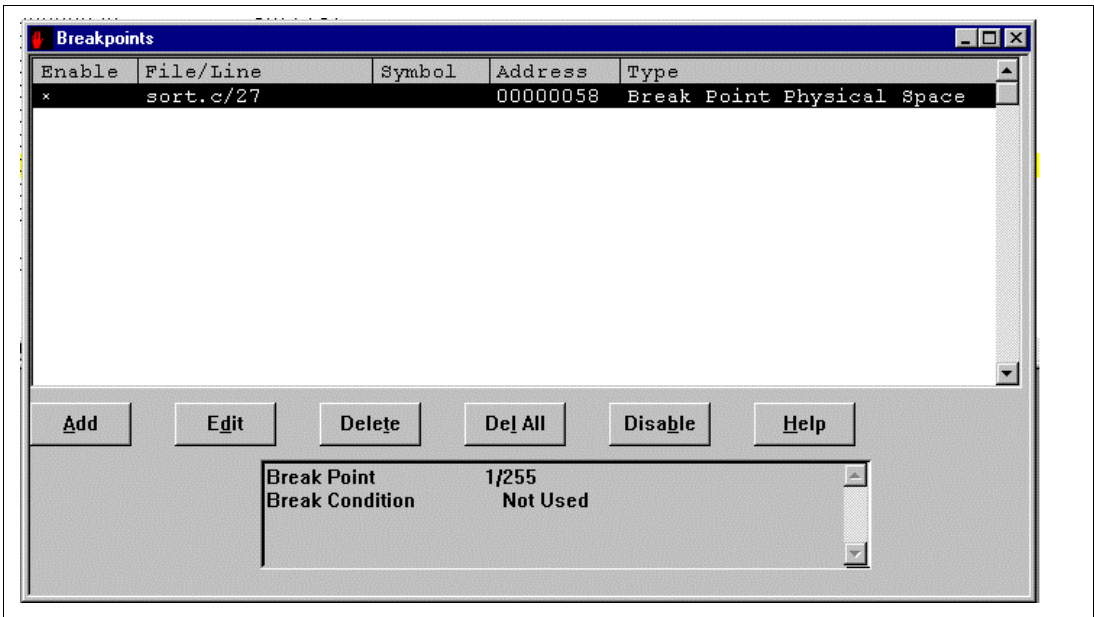 Breakpoints
Enable File/Line Symbol Address Type
× sort.c/27 00000058 Break Point Physical Space
Add Edit Delete Del All Disable Help
Break Point 1/255
Break Condition Not Used